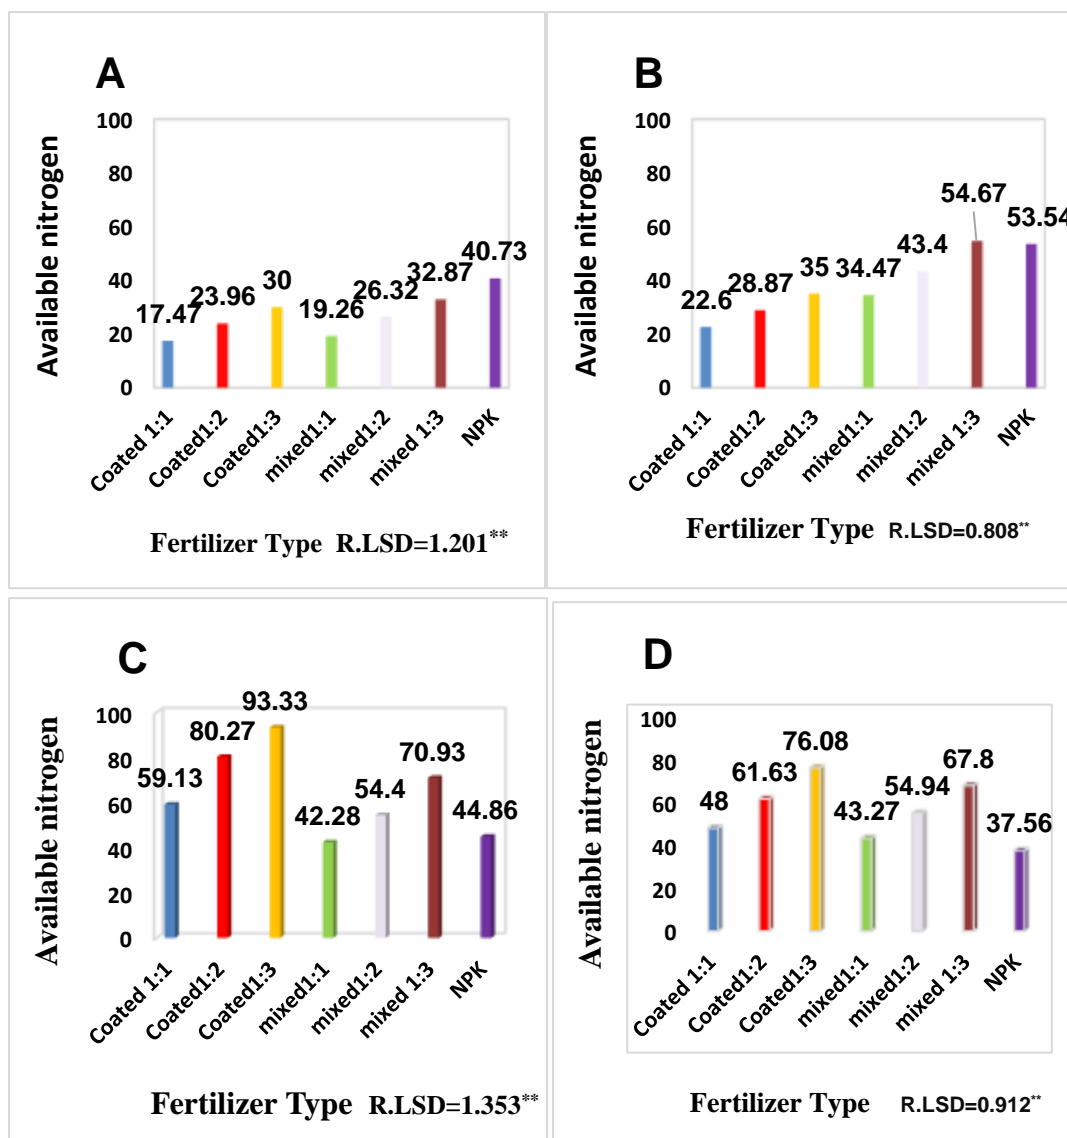 A
Available nitrogen
100
80
60
40
20
0
17.47
23.96
30
19.26
26.32
32.87
40.73
Coated 1:1
Coated1:2
Coated1:3
mixed1:1
mixed1:2
mixed 1:3
NPK
Fertilizer Type R.LSD=1.201**
B
Available nitrogen
100
80
60
40
20
0
22.6
28.87
35
34.47
43.4
54.67
53.54
Coated 1:1
Coated1:2
Coated1:3
mixed1:1
mixed1:2
mixed 1:3
NPK
Fertilizer Type R.LSD=0.808**
C
Available nitrogen
100
80
60
40
20
0
59.13
80.27
93.33
42.28
54.4
70.93
44.86
Coated 1:1
Coated1:2
Coated1:3
mixed1:1
mixed1:2
mixed 1:3
NPK
Fertilizer Type R.LSD=1.353**
D
Available nitrogen
100
80
60
40
20
0
48
61.63
76.08
43.27
54.94
67.8
37.56
Coated 1:1
Coated1:2
Coated1:3
mixed1:1
mixed1:2
mixed 1:3
NPK
Fertilizer Type R.LSD=0.912**